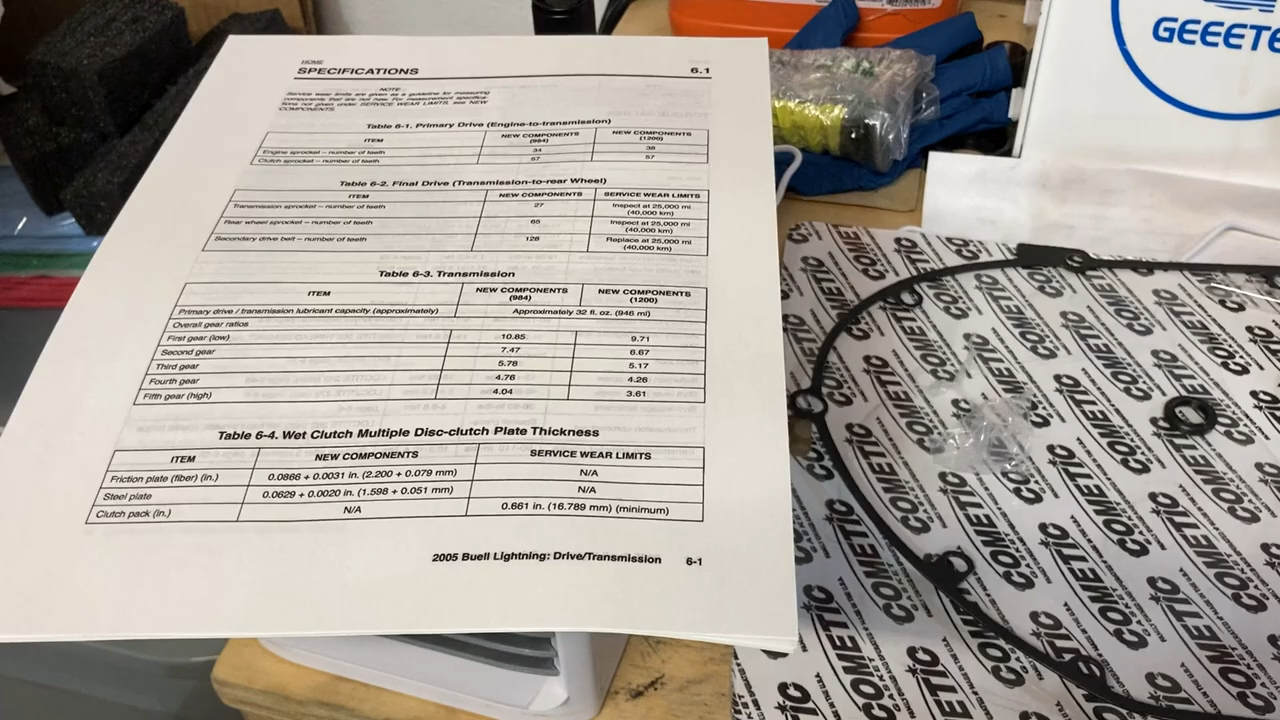 HOME
SPECIFICATIONS 6.1
NOTE
Service wear limits are given as a guideline for measuring
components that are not new. For measurement specifica-
tions not given under SERVICE WEAR LIMITS, see NEW
COMPONENTS.
Table 6-1. Primary Drive (Engine-to-transmission)
ITEM NEW COMPONENTS (984) NEW COMPONENTS (1200)
Engine sprocket – number of teeth 34 38
Clutch sprocket – number of teeth 57 57
Table 6-2. Final Drive (Transmission-to-rear Wheel)
ITEM NEW COMPONENTS SERVICE WEAR LIMITS
Transmission sprocket – number of teeth 27 Inspect at 25,000 mi (40,000 km)
Rear wheel sprocket – number of teeth 65 Inspect at 25,000 mi (40,000 km)
Secondary drive belt – number of teeth 128 Replace at 25,000 mi (40,000 km)
Table 6-3. Transmission
ITEM NEW COMPONENTS (984) NEW COMPONENTS (1200)
Primary drive / transmission lubricant capacity (approximately) Approximately 32 fl. oz. (946 ml)
Overall gear ratios
First gear (low) 10.85 9.71
Second gear 7.47 6.67
Third gear 5.78 5.17
Fourth gear 4.76 4.26
Fifth gear (high) 4.04 3.61
Table 6-4. Wet Clutch Multiple Disc-clutch Plate Thickness
ITEM NEW COMPONENTS SERVICE WEAR LIMITS
Friction plate (fiber) (in.) 0.0866 + 0.0031 in. (2.200 + 0.079 mm) N/A
Steel plate 0.0629 + 0.0020 in. (1.598 + 0.051 mm) N/A
Clutch pack (in.) N/A 0.661 in. (16.789 mm) (minimum)
2005 Buell Lightning: Drive/Transmission 6-1
GEEETE
COMETIC
GASKET